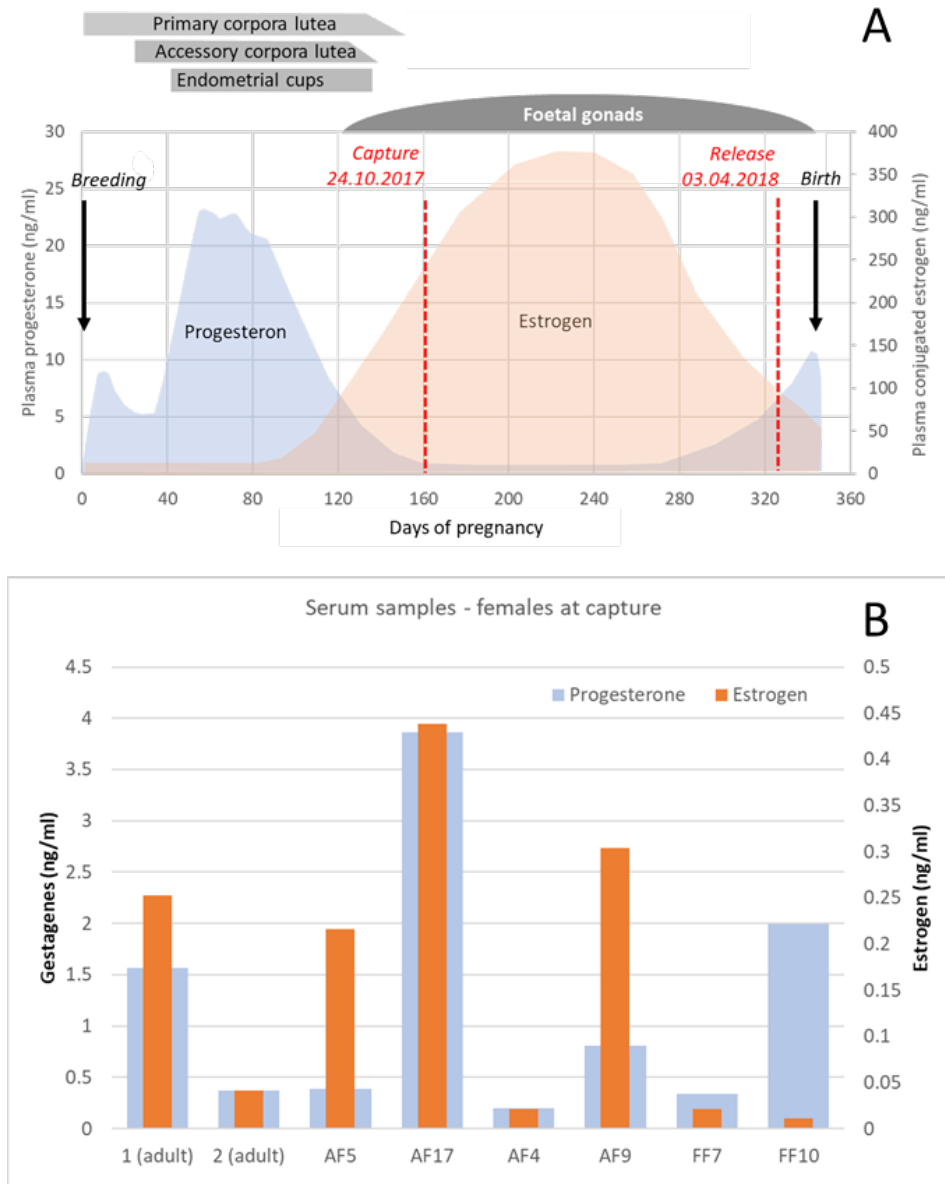 Primary corpora lutea
A
Accessory corpora lutea
Endometrial cups
Foetal gonads
30
400
Capture
24.10.2017
Release
03.04.2018
Breeding
Birth
25
350
300
20
250
15
200
Progesteron
Estrogen
10
150
100
5
50
0
0
Plasma progesterone (ng/ml)
Plasma conjugated estrogen (ng/ml)
0 40 80 120 160 200 240 280 320 360
Days of pregnancy
Serum samples - females at capture
B
Progesterone Estrogen
4.5
4
3.5
3
2.5
2
1.5
1
0.5
0
Gestagenes (ng/ml)
0.5
0.45
0.4
0.35
0.3
0.25
0.2
0.15
0.1
0.05
0
Estrogen (ng/ml)
1 (adult) 2 (adult) AF5 AF17 AF4 AF9 FF7 FF10